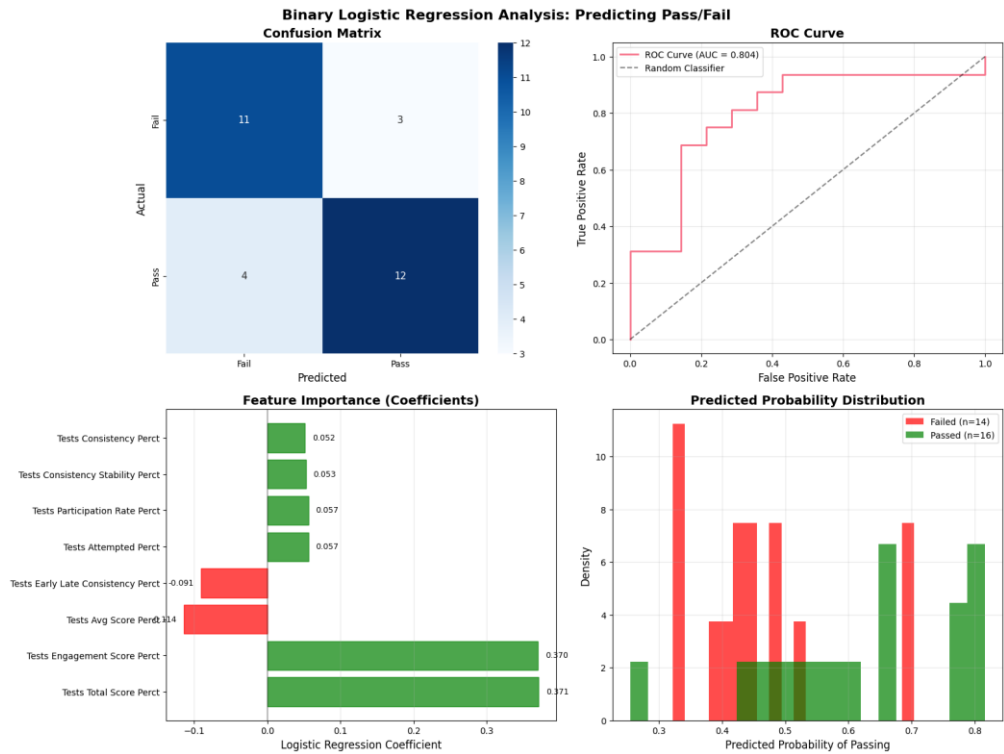 Binary Logistic Regression Analysis: Predicting Pass/Fail
Confusion Matrix
Actual
Fail
Pass
11
3
4
12
Fail
Pass
Predicted
12
11
10
9
8
7
6
5
4
3
ROC Curve
ROC Curve (AUC = 0.804)
Random Classifier
True Positive Rate
1.0
0.8
0.6
0.4
0.2
0.0
0.0 0.2 0.4 0.6 0.8 1.0
False Positive Rate
Feature Importance (Coefficients)
Tests Consistency Perct 0.052
Tests Consistency Stability Perct 0.053
Tests Participation Rate Perct 0.057
Tests Attempted Perct 0.057
Tests Early Late Consistency Perct -0.091
Tests Avg Score
Tests Engagement Score Perct 0.370
Tests Total Score Perct 0.371
−0.1 0.0 0.1 0.2 0.3
Logistic Regression Coefficient
Predicted Probability Distribution
Failed (n=14)
Passed (n=16)
Density
10
8
6
4
2
0
0.3 0.4 0.5 0.6 0.7 0.8
Predicted Probability of Passing